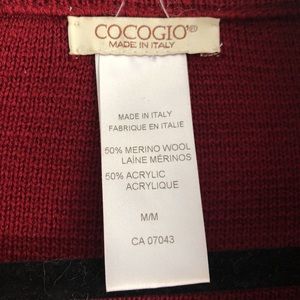 COCOGIO®
MADE IN ITALY
MADE IN ITALY
FABRIQUE EN ITALIE
50% MERINO WOOL
LAÎNE MÉRINOS
50% ACRYLIC
ACRYLIQUE
M/M
CA 07043